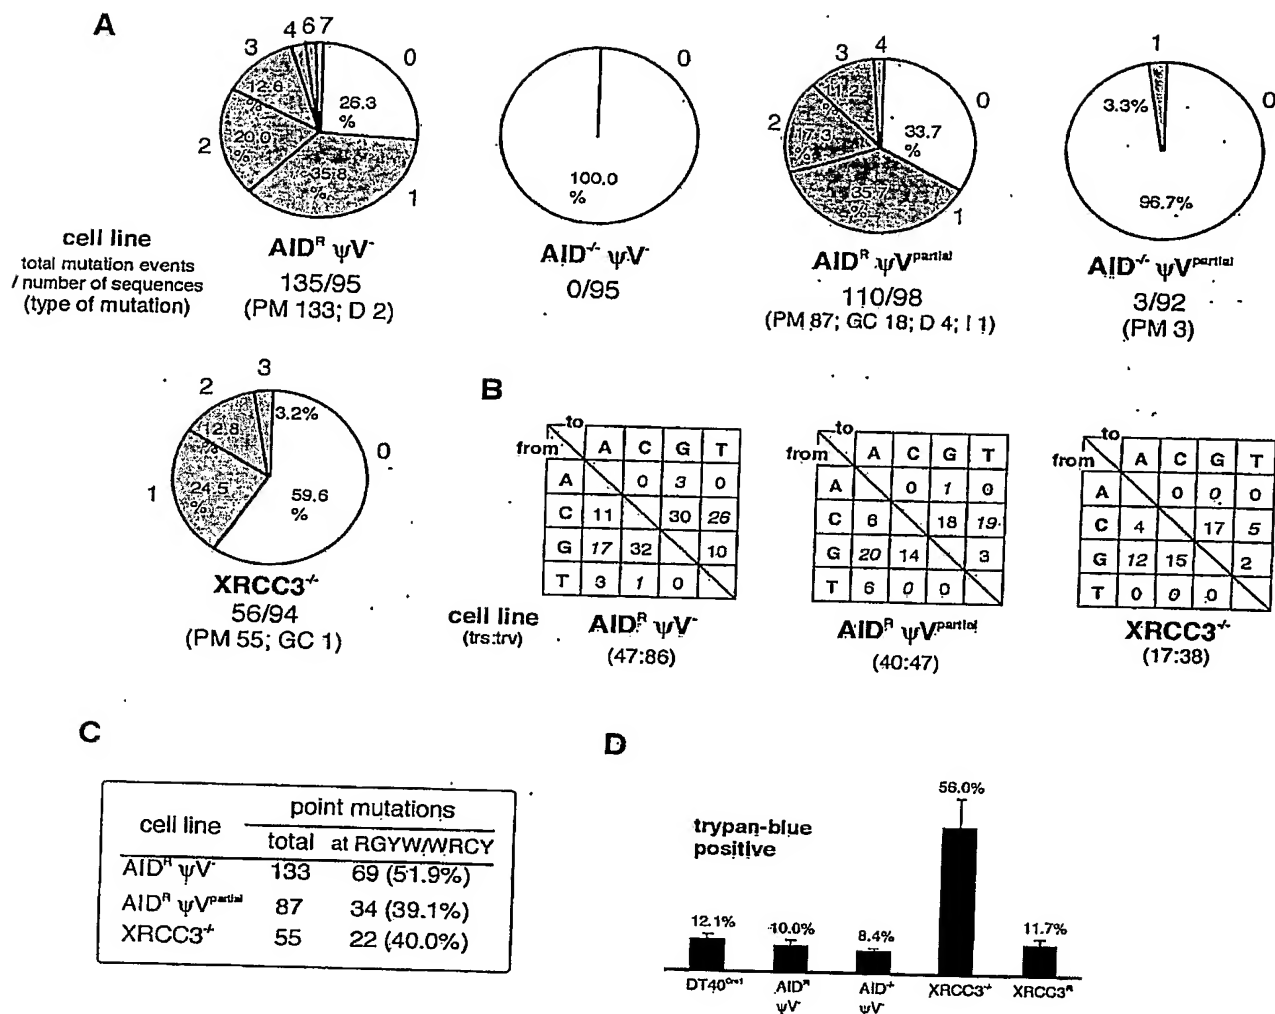 A
4 6 7
3
0
12.6
%
26.3
%
20.0
%
2
35.8
%
1
AIDᴿ ψV⁻
135/95
(PM 133; D 2)
cell line
total mutation events
/ number of sequences
(type of mutation)
0
100.0
%
AID⁻/⁻ ψV⁻
0/95
3
4
0
11.2
%
33.7
%
2
17.3
%
35.7
%
1
AIDᴿ ψVᵖᵃʳᵗⁱᵃˡ
110/98
(PM 87; GC 18; D 4; I 1)
1
3.3%
0
96.7%
AID⁻/⁻ ψVᵖᵃʳᵗⁱᵃˡ
3/92
(PM 3)
3
2
3.2%
12.8
%
0
1
24.5
%
59.6
%
XRCC3⁻/⁻
56/94
(PM 55; GC 1)
B
to
from A C G T
A 0 3 0
C 11 30 26
G 17 32 10
T 3 1 0
cell line
(trs:trv)
AIDᴿ ψV⁻
(47:86)
to
from A C G T
A 0 1 0
C 6 18 19
G 20 14 3
T 6 0 0
AIDᴿ ψVᵖᵃʳᵗⁱᵃˡ
(40:47)
to
from A C G T
A 0 0 0
C 4 17 5
G 12 15 2
T 0 0 0
XRCC3⁻/⁻
(17:38)
C
cell line point mutations
total at RGYW/WRCY
AIDᴿ ψV⁻ 133 69 (51.9%)
AIDᴿ ψVᵖᵃʳᵗⁱᵃˡ 87 34 (39.1%)
XRCC3⁻/⁻ 55 22 (40.0%)
D
trypan-blue
positive
12.1%
10.0%
8.4%
56.0%
11.7%
DT40ᶜʳᵉ¹
AIDᴿ
ψV⁻
AID⁻/⁻
ψV⁻
XRCC3⁻/⁻
XRCC3ᴿ